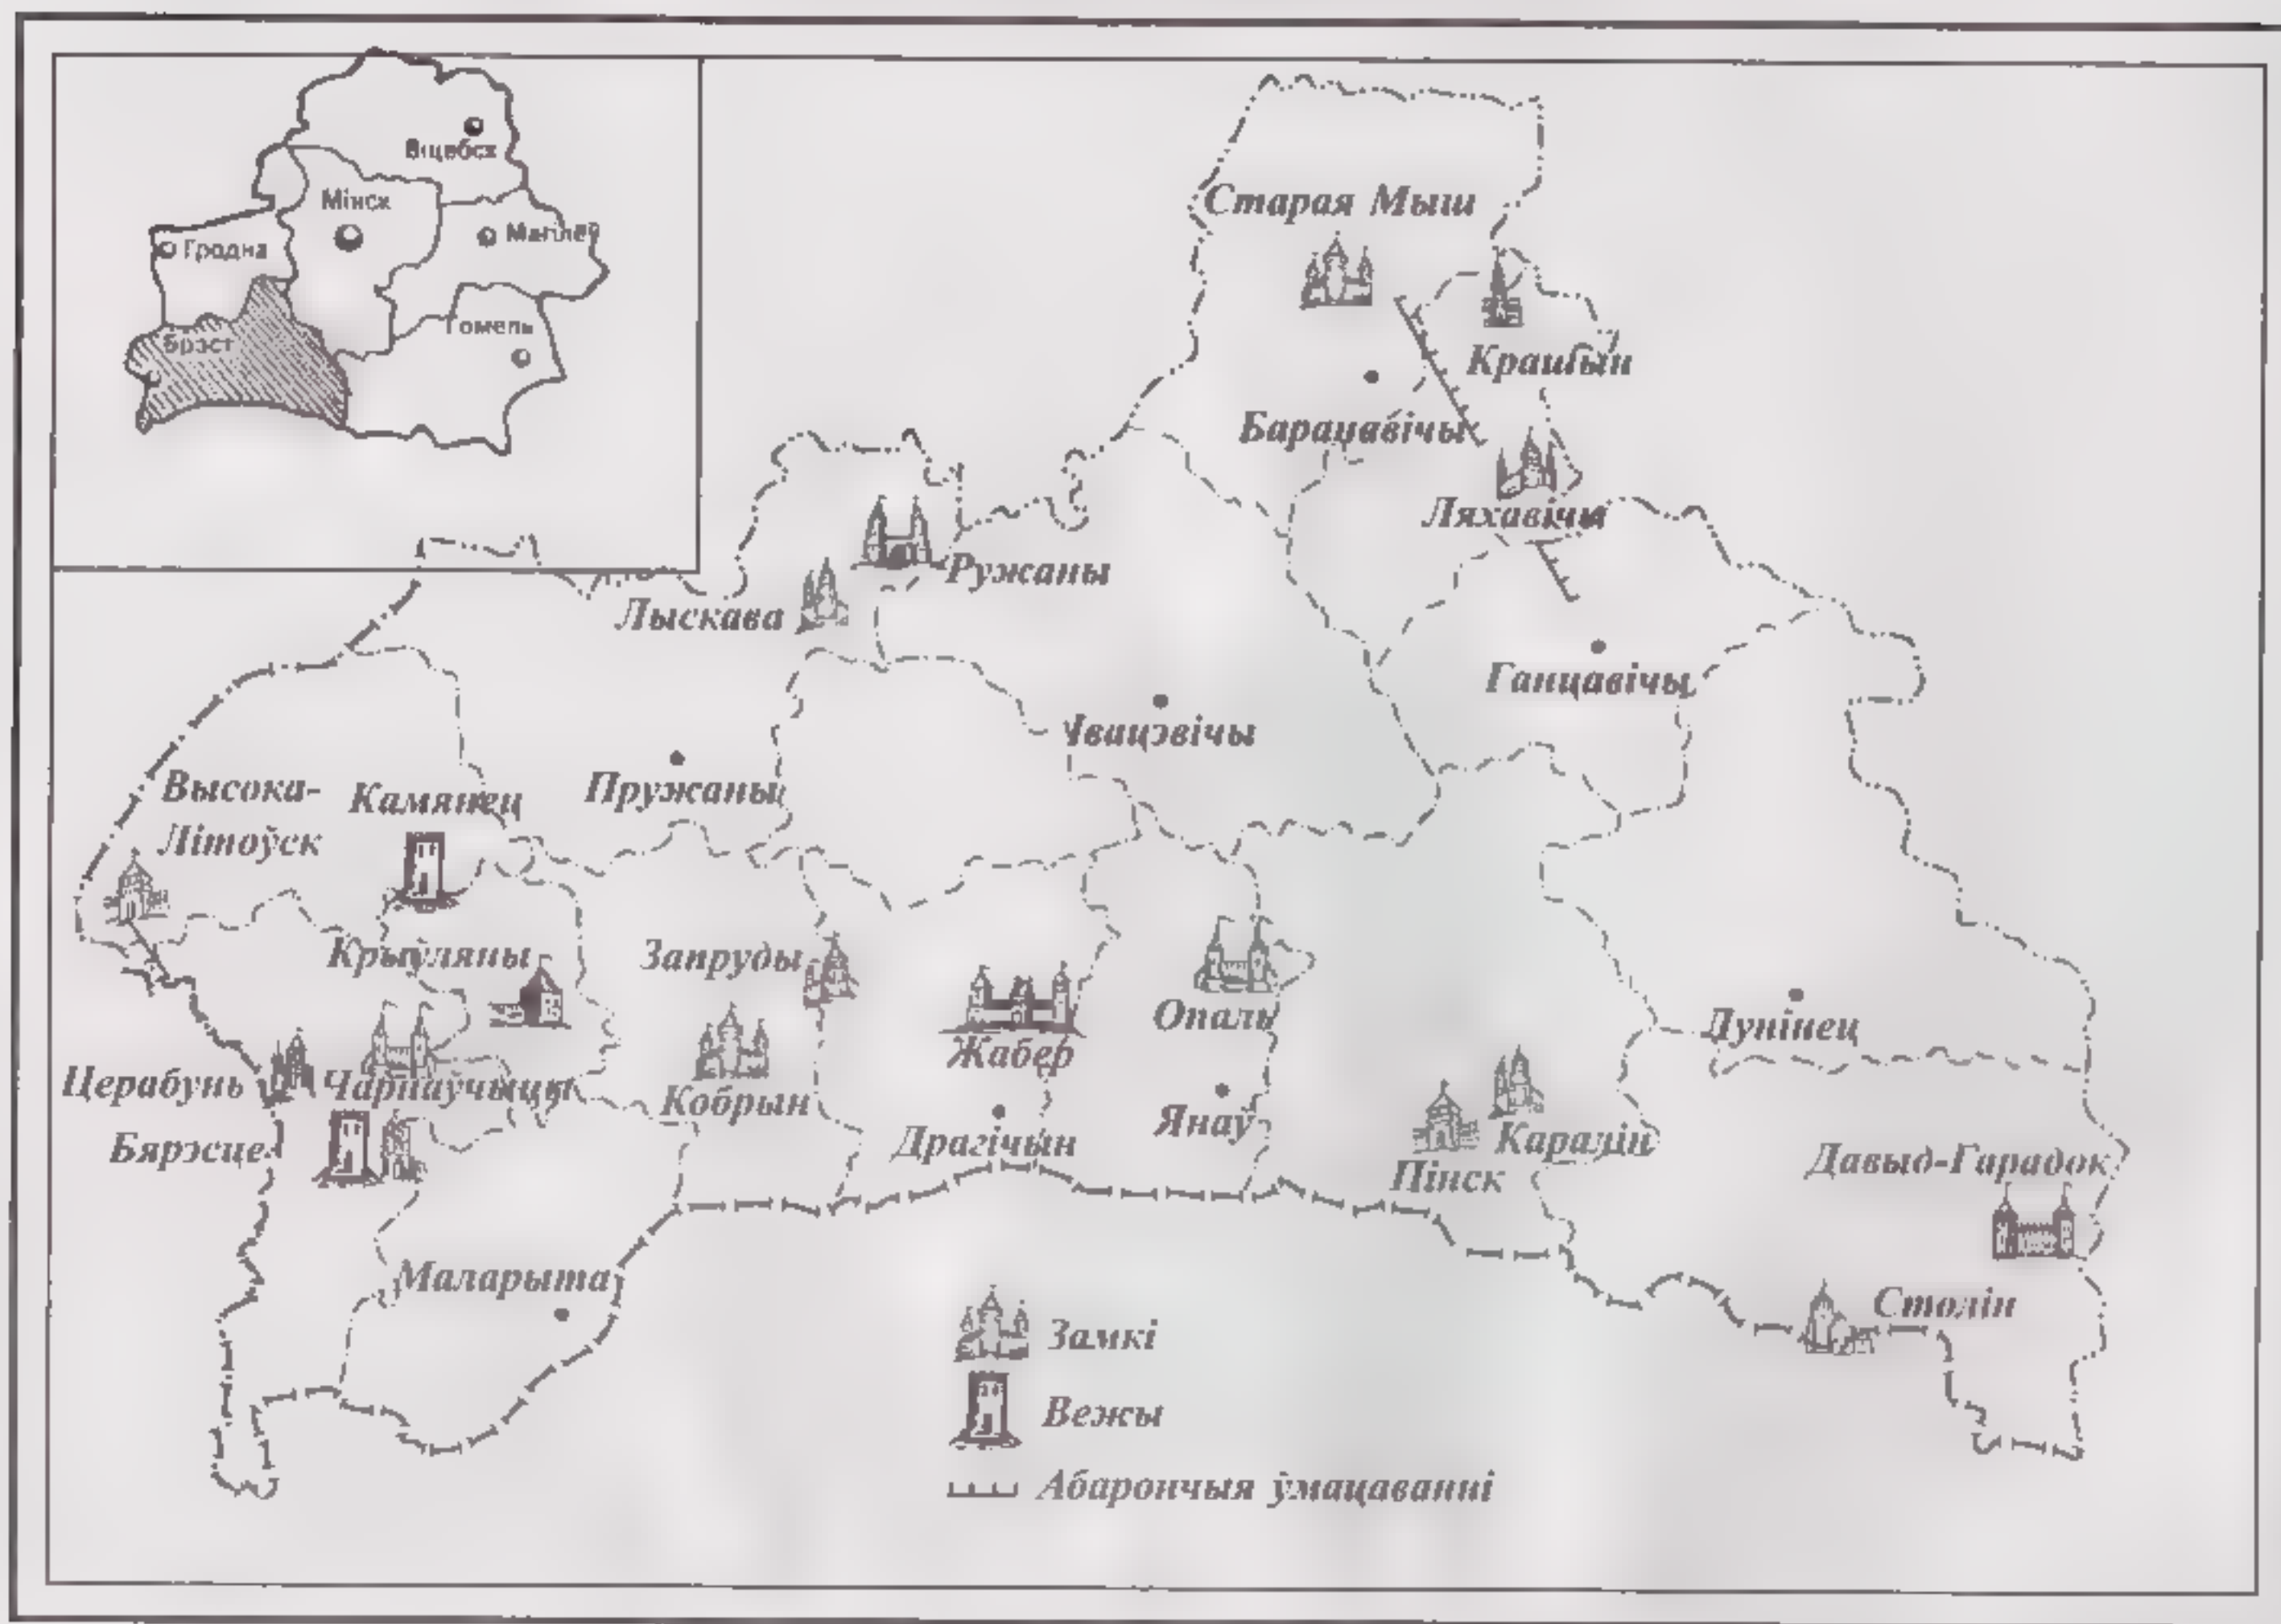 Віцебск
Мінск
Магілёў
Гродна
Гомель
Брэст
Старая Мыш
Крашын
Баранавічы
Ляхавічы
Ружаны
Лыскава
Ганцавічы
Івацэвічы
Высока-
Літоўск
Камянец
Пружаны
Крыўляны
Запруды
Опаль
Лунінец
Жабер
Церабунь
Чарнаўчыцы
Кобрын
Янаў
Каралін
Бярэсце
Драгічын
Пінск
Давыд-Гарадок
Маларыта
Столін
Замкі
Вежы
Абарончыя ўмацаванні